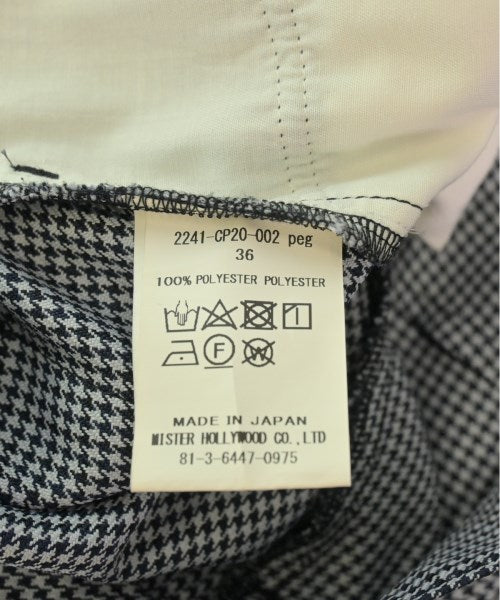 2241-CP20-002 peg
36
100% POLYESTER POLYESTER
F W
MADE IN JAPAN
MISTER HOLLYWOOD CO., LTD
81-3-6447-0975